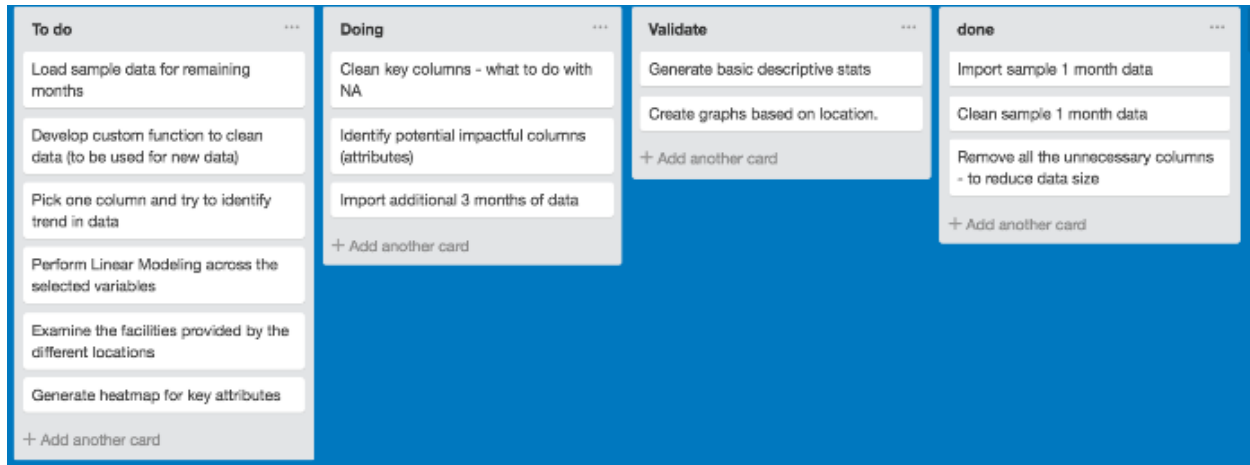 To do
...
Load sample data for remaining
months
Develop custom function to clean
data (to be used for new data)
Pick one column and try to identify
trend in data
Perform Linear Modeling across the
selected variables
Examine the facilities provided by the
different locations
Generate heatmap for key attributes
+ Add another card
Doing
...
Clean key columns - what to do with
NA
Identify potential impactful columns
(attributes)
Import additional 3 months of data
+ Add another card
Validate
...
Generate basic descriptive stats
Create graphs based on location.
+ Add another card
done
...
Import sample 1 month data
Clean sample 1 month data
Remove all the unnecessary columns
- to reduce data size
+ Add another card